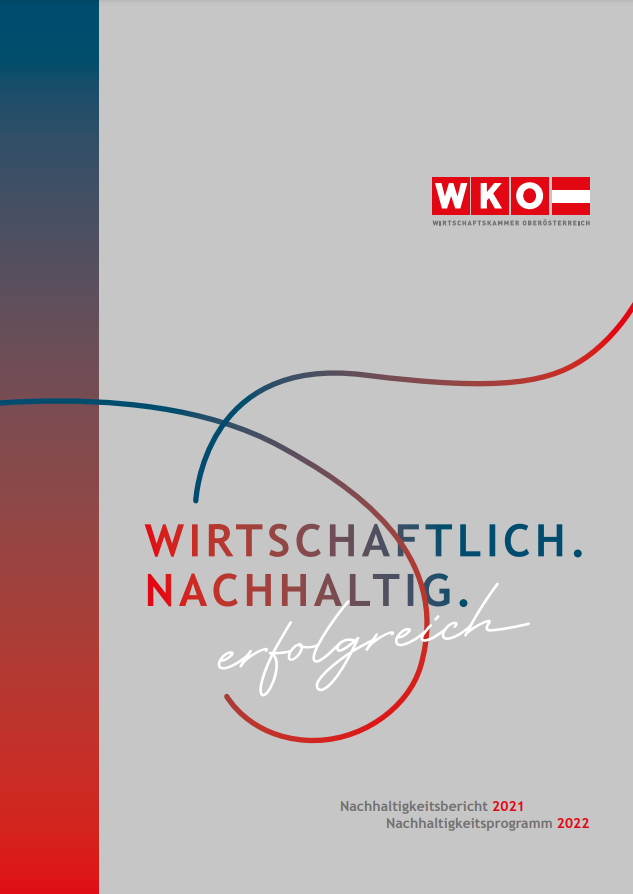 WKO
WIRTSCHAFTSKAMMER OBERÖSTERREICH
WIRTSCHAFTLICH.
NACHHALTIG.
erfolgreich
Nachhaltigkeitsbericht 2021
Nachhaltigkeitsprogramm 2022